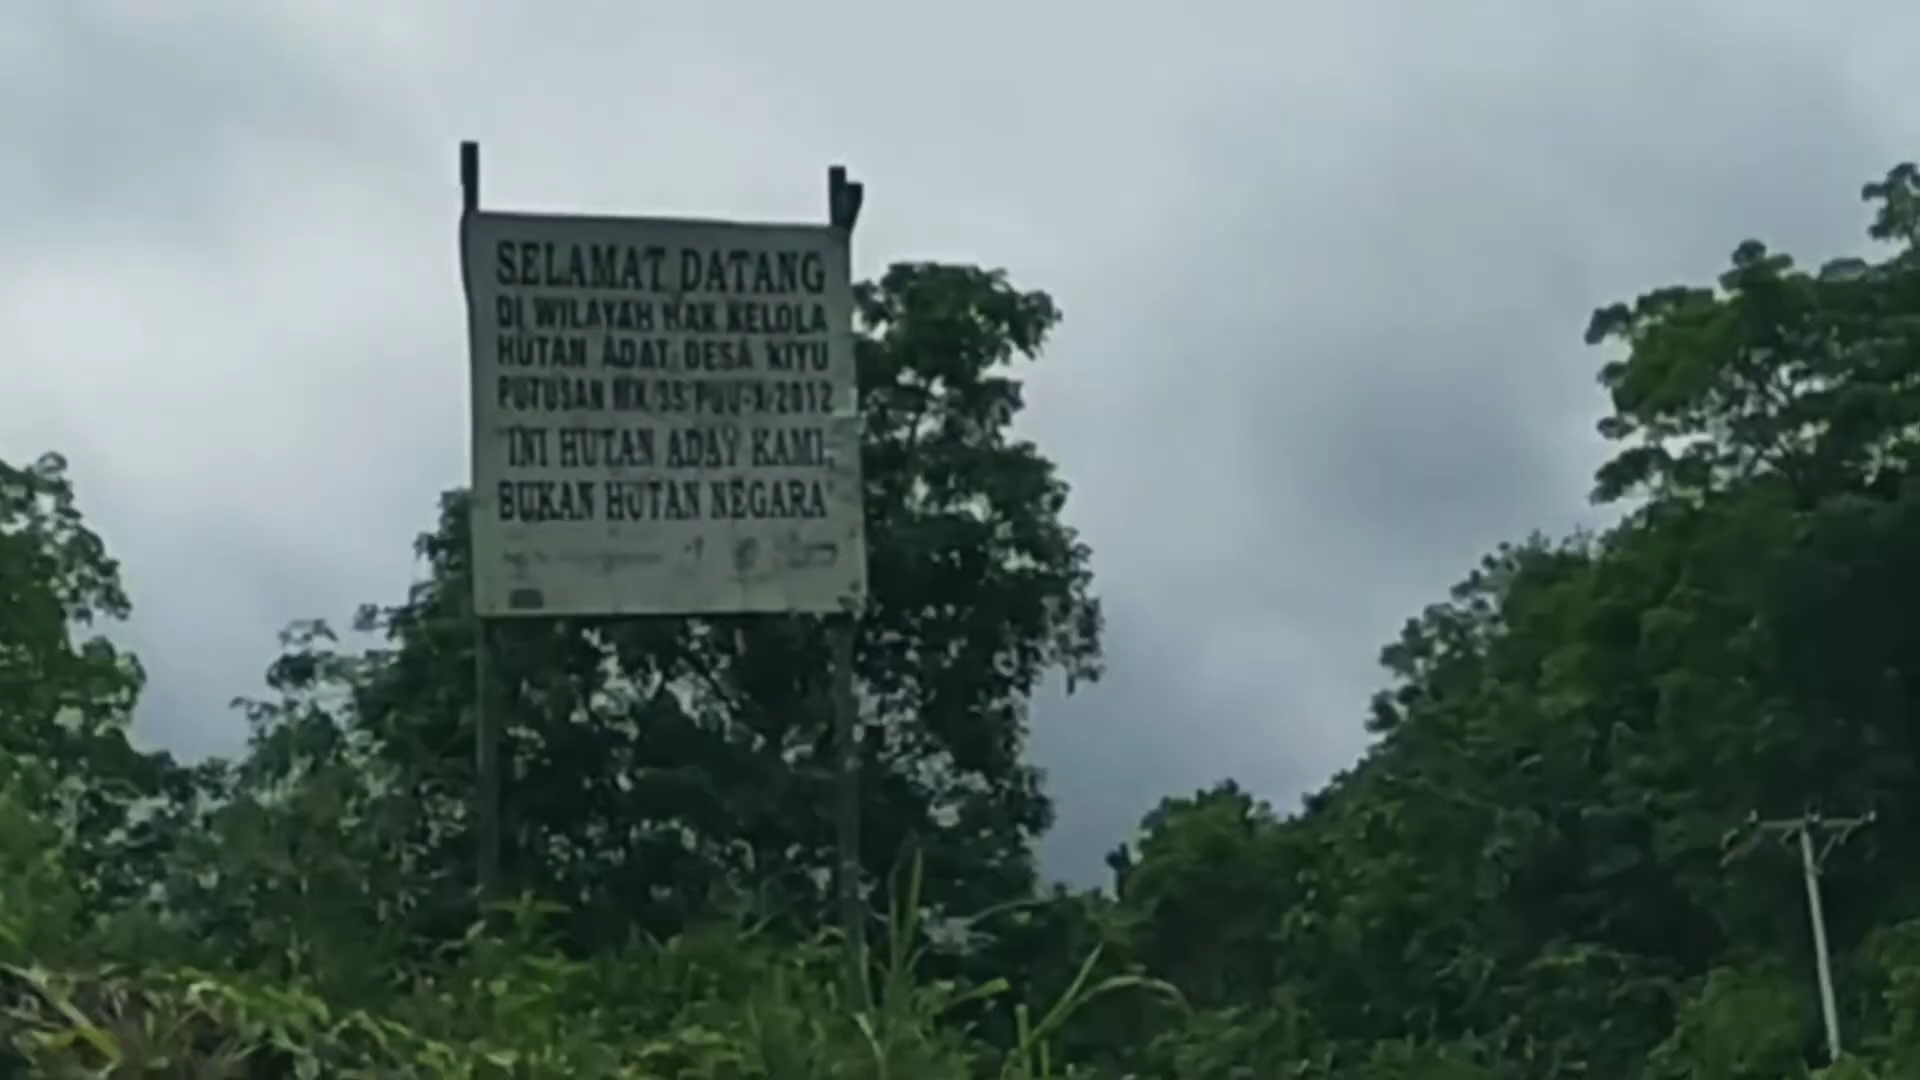 SELAMAT DATANG
DI WILAYAH HAK KELOLA
HUTAN ADAT DESA KIYU
PUTUSAN MK/35/PUU-X/2012
"INI HUTAN ADAT KAMI,
BUKAN HUTAN NEGARA"